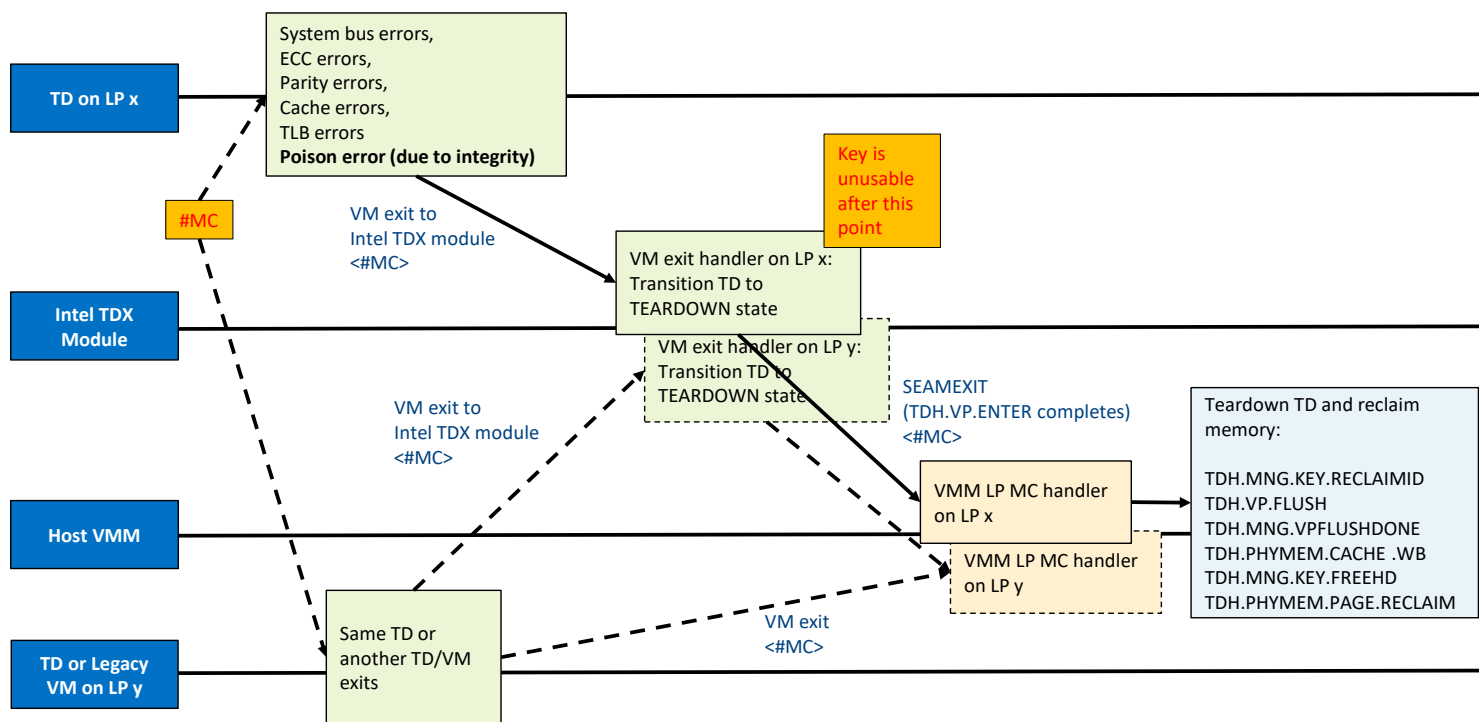 System bus errors,
ECC errors,
Parity errors,
Cache errors,
TLB errors
Poison error (due to integrity)
TD on LP x
Key is
unusable
after this
point
#MC
VM exit to
Intel TDX module
<#MC>
VM exit handler on LP x:
Transition TD to
TEARDOWN state
Intel TDX
Module
VM exit handler on LP y:
Transition TD to
TEARDOWN state
SEAMEXIT
(TDH.VP.ENTER completes)
<#MC>
VM exit to
Intel TDX module
<#MC>
Teardown TD and reclaim
memory:
TDH.MNG.KEY.RECLAIMID
TDH.VP.FLUSH
TDH.MNG.VPFLUSHDONE
TDH.PHYMEM.CACHE .WB
TDH.MNG.KEY.FREEHD
TDH.PHYMEM.PAGE.RECLAIM
VMM LP MC handler
on LP x
Host VMM
VMM LP MC handler
on LP y
VM exit
<#MC>
Same TD or
another TD/VM
exits
TD or Legacy
VM on LP y